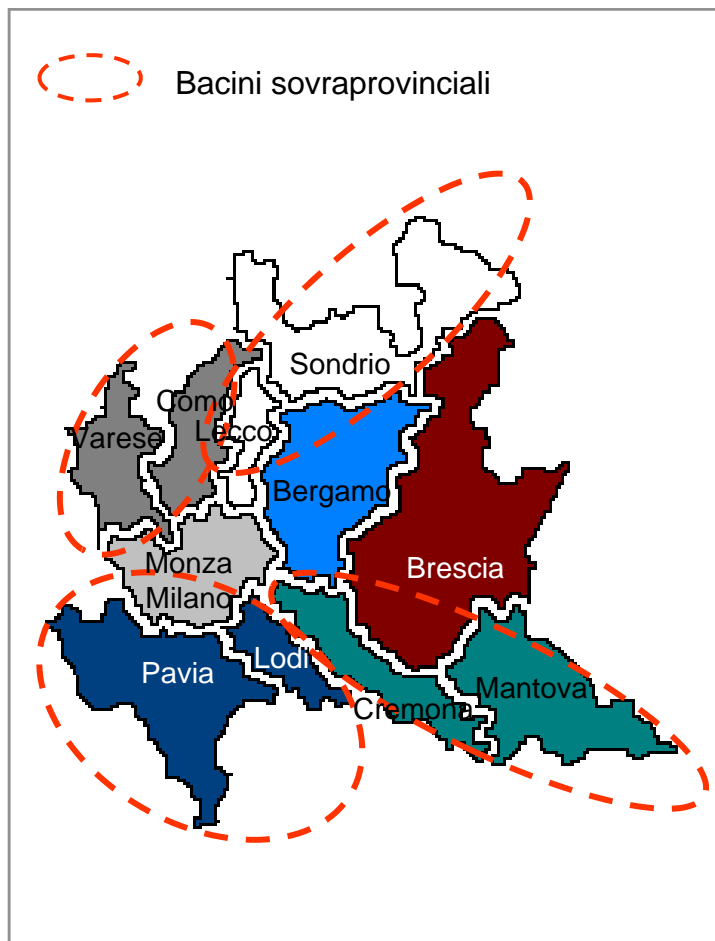 Bacini sovraprovinciali
Sondrio
Como
Lecco
Varese
Bergamo
Monza
Milano
Brescia
Pavia
Lodi
Mantova
Cremona